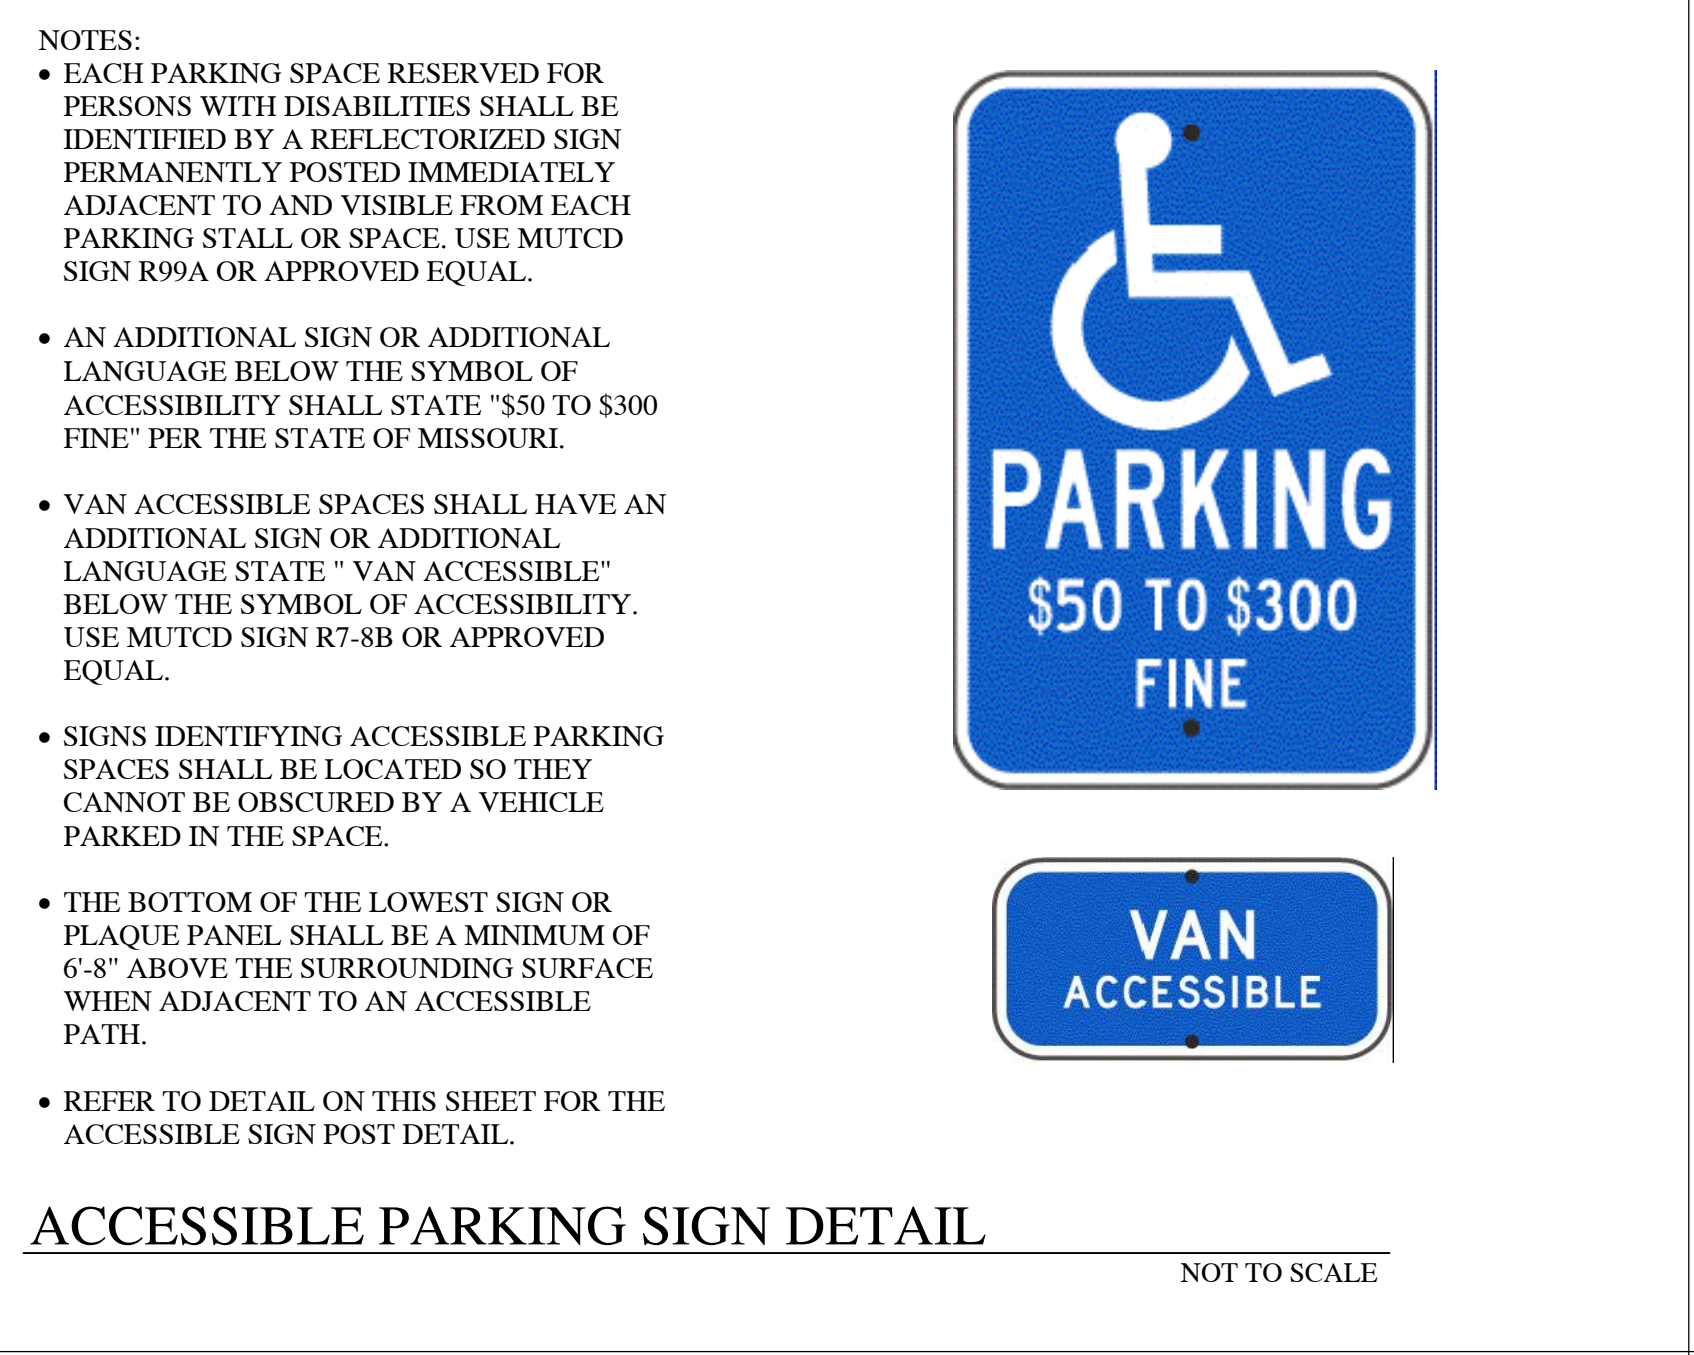 NOTES:
• EACH PARKING SPACE RESERVED FOR
PERSONS WITH DISABILITIES SHALL BE
IDENTIFIED BY A REFLECTORIZED SIGN
PERMANENTLY POSTED IMMEDIATELY
ADJACENT TO AND VISIBLE FROM EACH
PARKING STALL OR SPACE. USE MUTCD
SIGN R99A OR APPROVED EQUAL.
• AN ADDITIONAL SIGN OR ADDITIONAL
LANGUAGE BELOW THE SYMBOL OF
ACCESSIBILITY SHALL STATE "$50 TO $300
FINE" PER THE STATE OF MISSOURI.
• VAN ACCESSIBLE SPACES SHALL HAVE AN
ADDITIONAL SIGN OR ADDITIONAL
LANGUAGE STATE " VAN ACCESSIBLE"
BELOW THE SYMBOL OF ACCESSIBILITY.
USE MUTCD SIGN R7-8B OR APPROVED
EQUAL.
• SIGNS IDENTIFYING ACCESSIBLE PARKING
SPACES SHALL BE LOCATED SO THEY
CANNOT BE OBSCURED BY A VEHICLE
PARKED IN THE SPACE.
• THE BOTTOM OF THE LOWEST SIGN OR
PLAQUE PANEL SHALL BE A MINIMUM OF
6'-8" ABOVE THE SURROUNDING SURFACE
WHEN ADJACENT TO AN ACCESSIBLE
PATH.
• REFER TO DETAIL ON THIS SHEET FOR THE
ACCESSIBLE SIGN POST DETAIL.
PARKING
$50 TO $300
FINE
VAN
ACCESSIBLE
ACCESSIBLE PARKING SIGN DETAIL
NOT TO SCALE